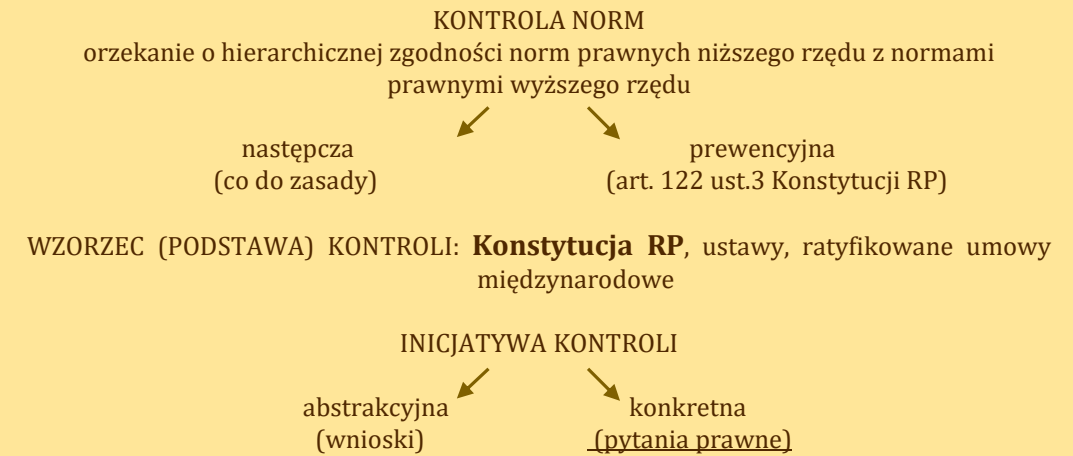 KONTROLA NORM
orzekanie o hierarchicznej zgodności norm prawnych niższego rzędu z normami
prawnymi wyższego rzędu
następcza
(co do zasady)
prewencyjna
(art. 122 ust.3 Konstytucji RP)
WZORZEC (PODSTAWA) KONTROLI: Konstytucja RP, ustawy, ratyfikowane umowy
międzynarodowe
INICJATYWA KONTROLI
abstrakcyjna
(wnioski)
konkretna
(pytania prawne)